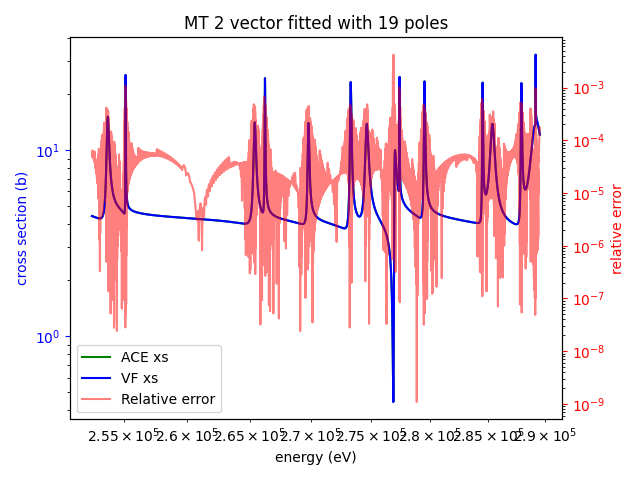 MT 2 vector fitted with 19 poles
cross section (b)
10¹
10⁰
relative error
10⁻³
10⁻⁴
10⁻⁵
10⁻⁶
10⁻⁷
10⁻⁸
10⁻⁹
ACE xs
VF xs
Relative error
2.55 × 10⁵ 2.6 × 10⁵ 2.65 × 10⁵ 2.7 × 10⁵ 2.75 × 10⁵ 2.8 × 10⁵ 2.85 × 10⁵ 2.9 × 10⁵
energy (eV)